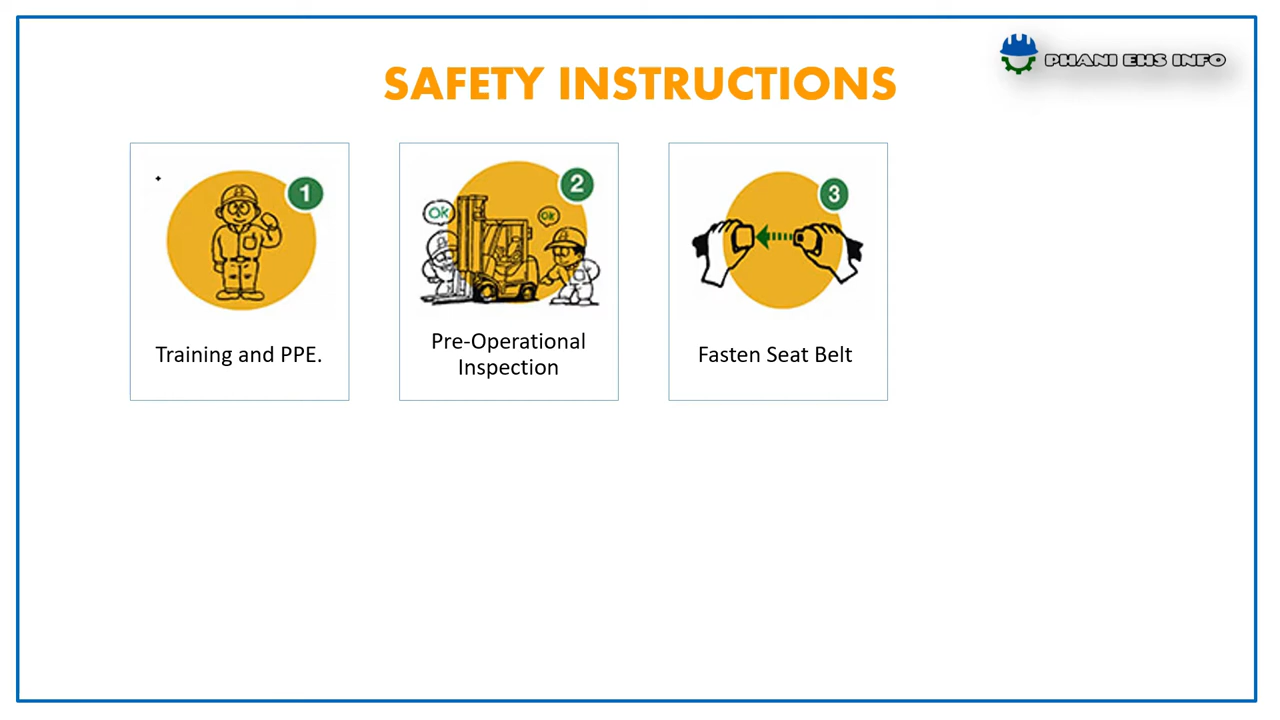 PHANI EHS INFO
SAFETY INSTRUCTIONS
1
Training and PPE.
2
Ok
Ok
Pre-Operational
Inspection
3
Fasten Seat Belt